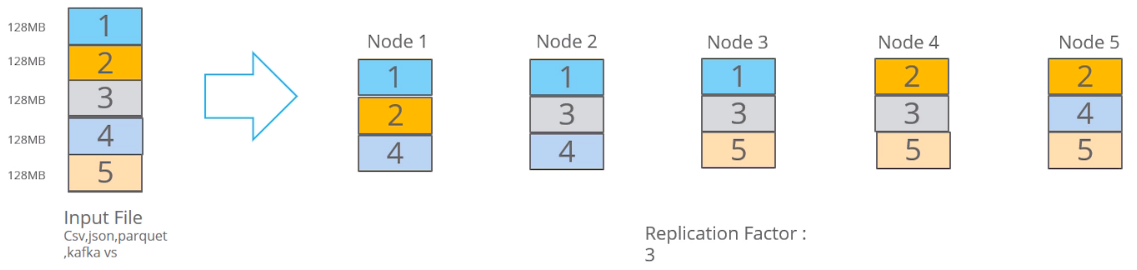 128MB
1
128MB
2
128MB
3
128MB
4
128MB
5
Input File
Csv,json,parquet
,kafka vs
Node 1
1
2
4
Node 2
1
3
4
Node 3
1
3
5
Node 4
2
3
5
Node 5
2
4
5
Replication Factor :
3